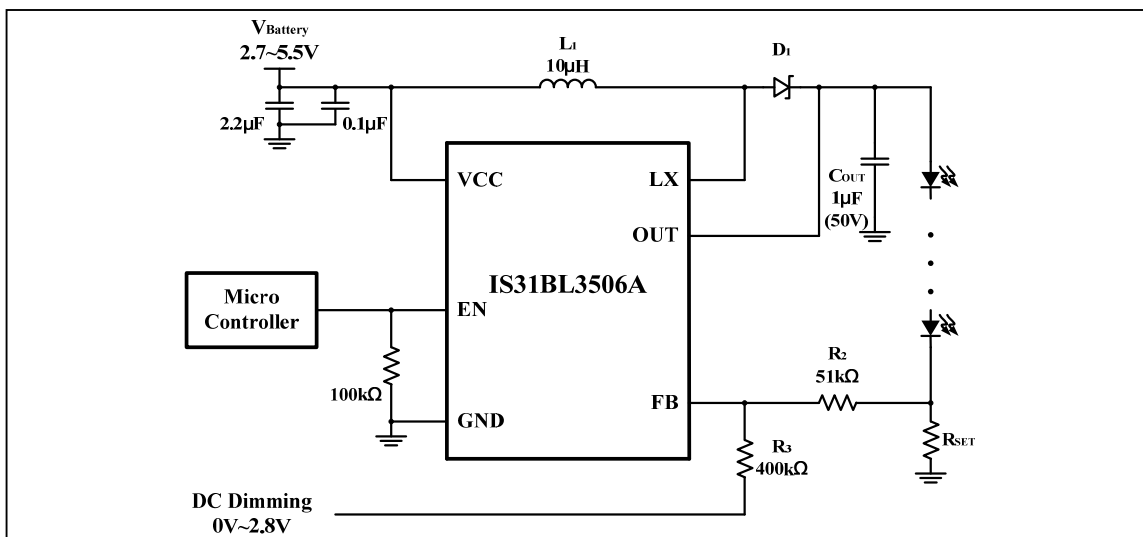 VBattery
2.7~5.5V
2.2µF
0.1µF
L1
10µH
D1
VCC
LX
OUT
COUT
1µF
(50V)
IS31BL3506A
Micro
Controller
EN
100kΩ
GND
FB
R2
51kΩ
R3
400kΩ
RSET
DC Dimming
0V~2.8V